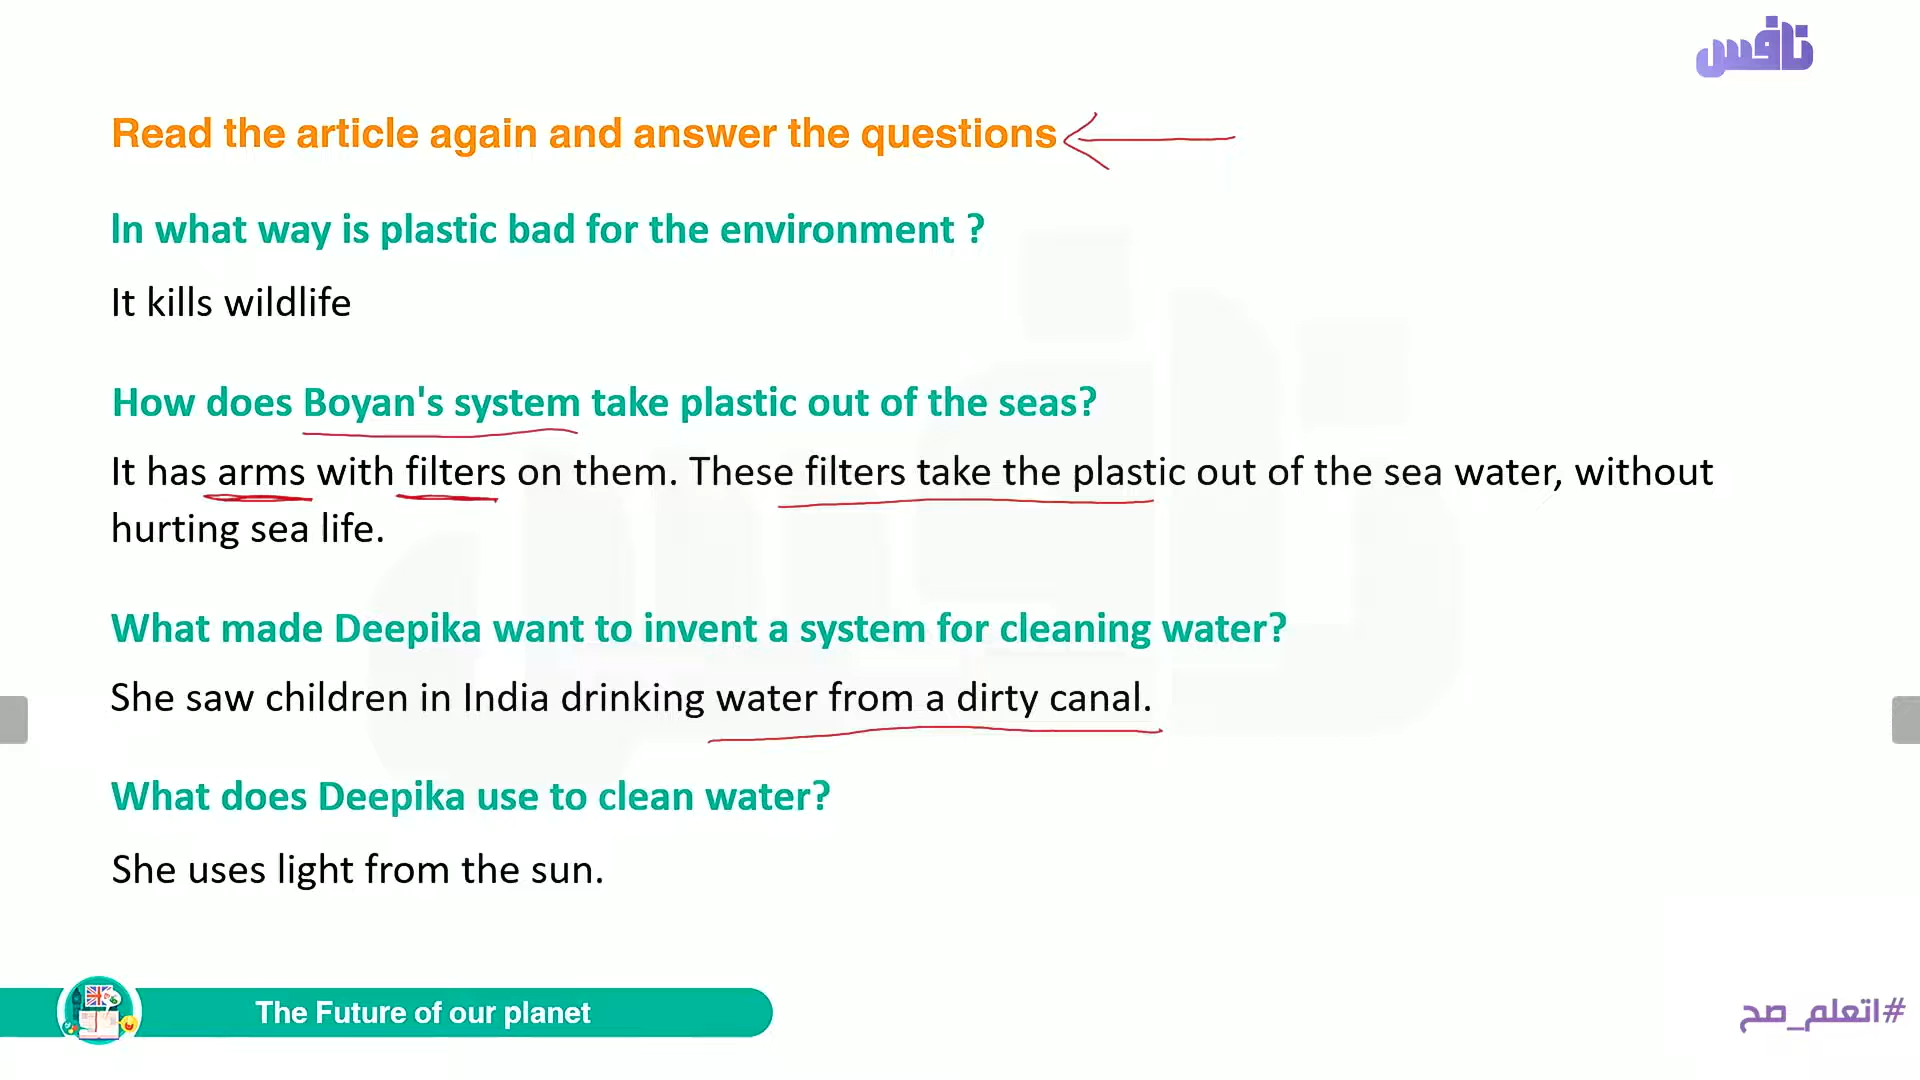 نافس
Read the article again and answer the questions
In what way is plastic bad for the environment ?
It kills wildlife
How does Boyan's system take plastic out of the seas?
It has arms with filters on them. These filters take the plastic out of the sea water, without
hurting sea life.
What made Deepika want to invent a system for cleaning water?
She saw children in India drinking water from a dirty canal.
What does Deepika use to clean water?
She uses light from the sun.
The Future of our planet
#اتعلم_صح